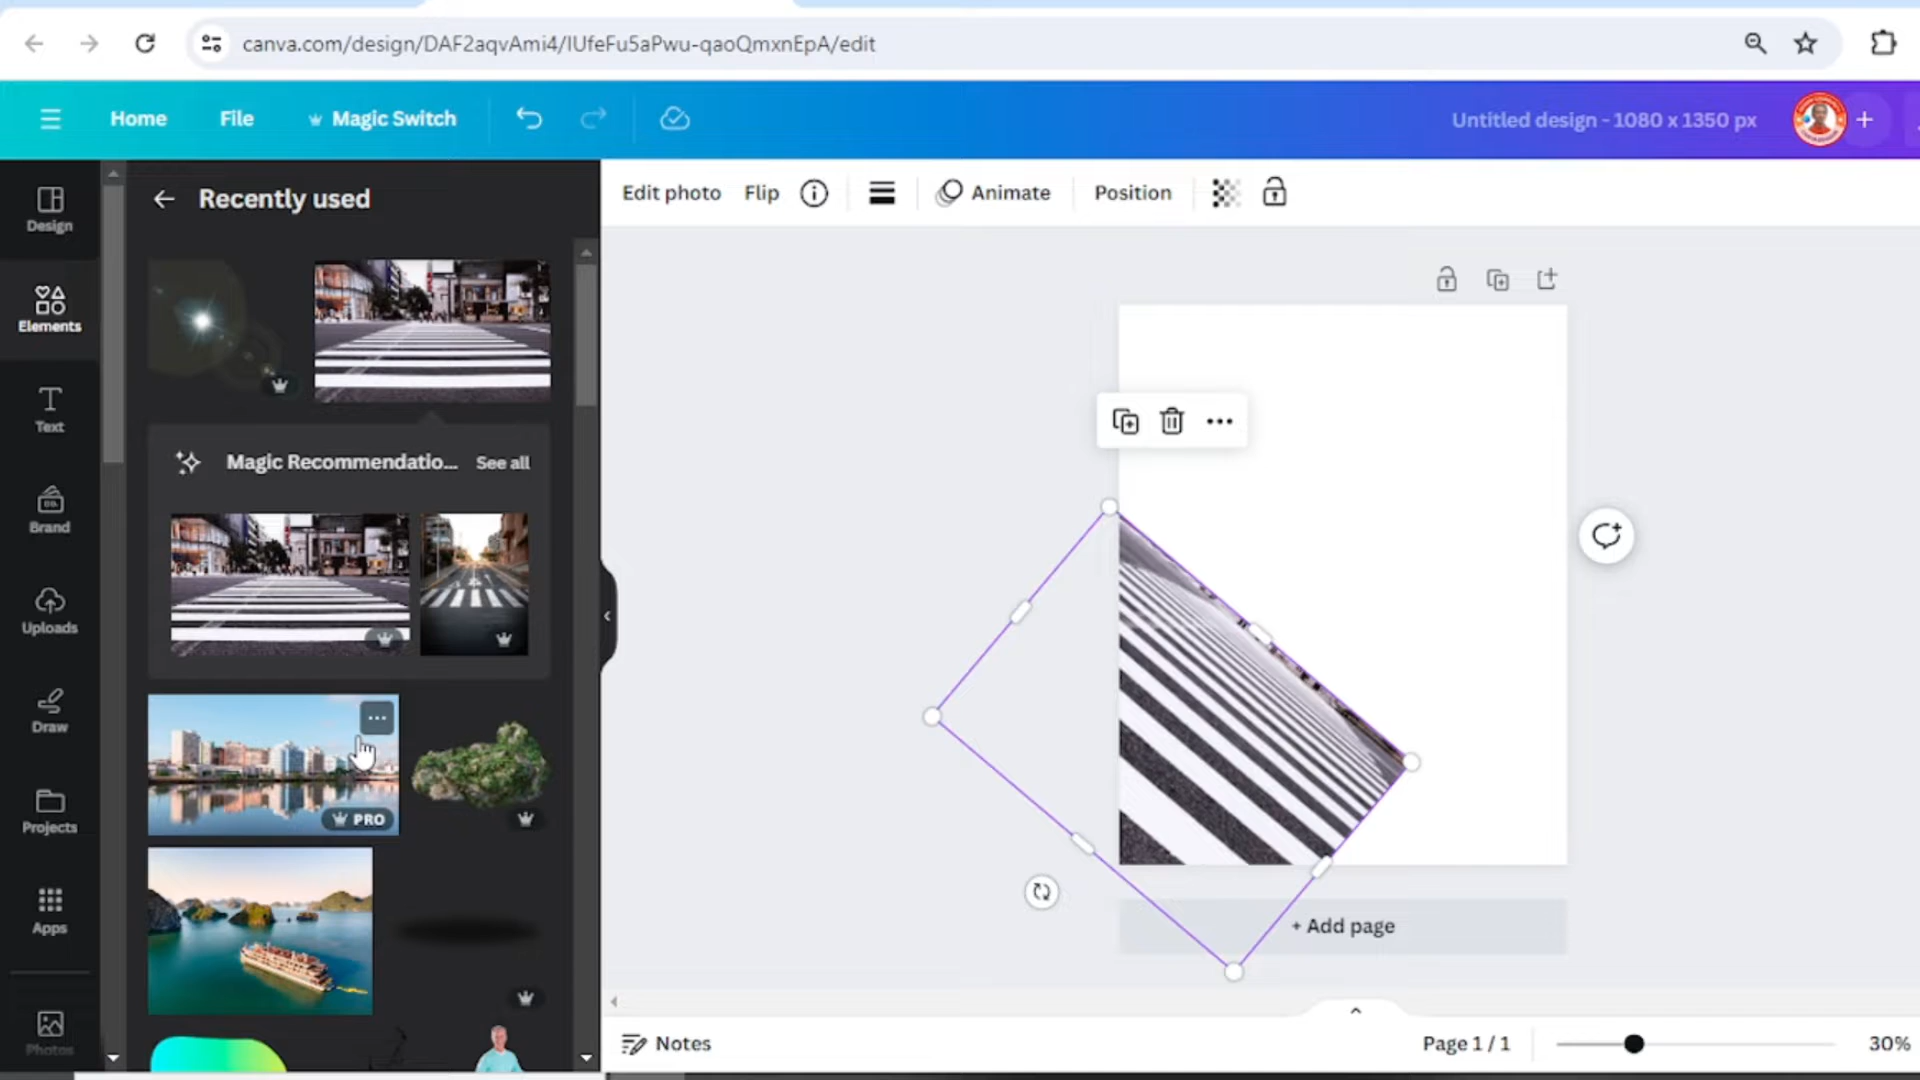 canva.com/design/DAF2aqvAmi4/IUfeFu5aPwu-qaoQmxnEpA/edit
Home File Magic Switch Untitled design - 1080 x 1350 px
Design
Elements
Text
Brand
Uploads
Draw
Projects
Apps
Photos
Recently used
Magic Recommendatio... See all
PRO
Edit photo Flip Animate Position
+ Add page
Notes Page 1 / 1 30%